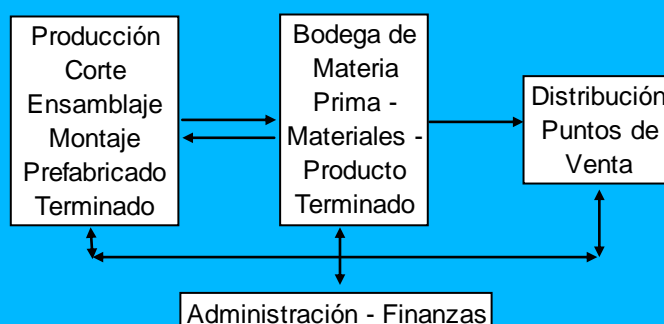 Producción
Corte
Ensamblaje
Montaje
Prefabricado
Terminado
Bodega de
Materia
Prima -
Materiales -
Producto
Terminado
Distribución
Puntos de
Venta
Administración - Finanzas